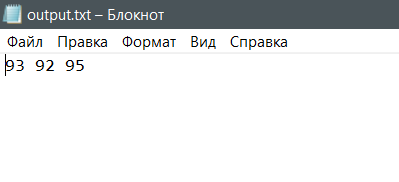 output.txt – Блокнот
Файл Правка Формат Вид Справка
93 92 95